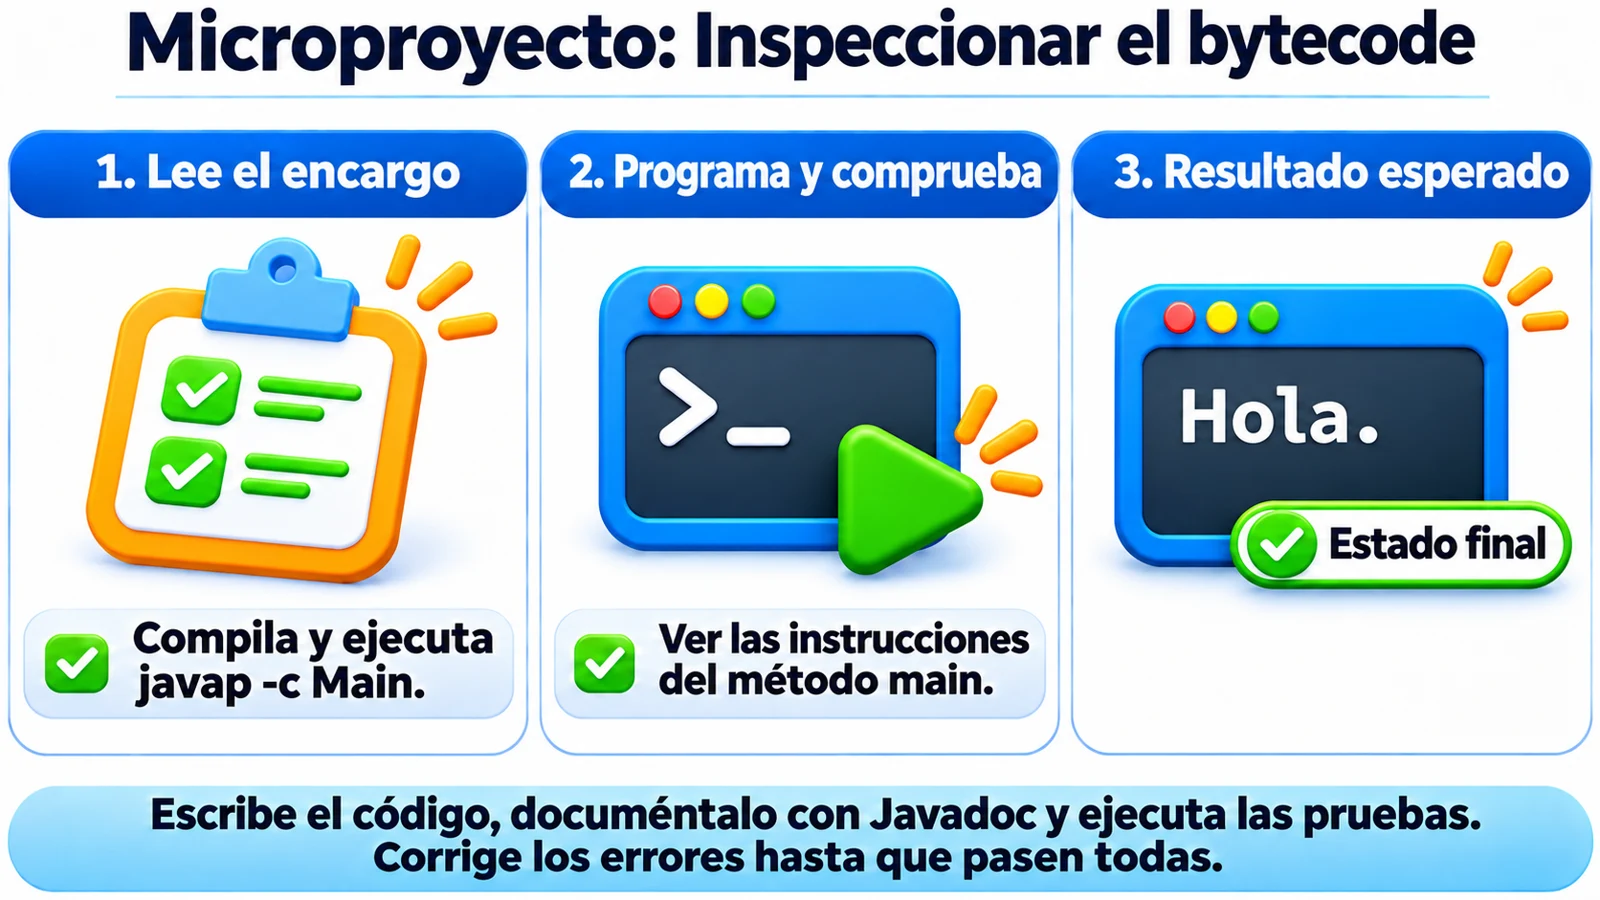 Microproyecto: Inspeccionar el bytecode
1. Lee el encargo
Compila y ejecuta
javap -c Main.
2. Programa y comprueba
>_
Ver las instrucciones
del método main.
3. Resultado esperado
Hola.
Estado final
Escribe el código, documéntalo con Javadoc y ejecuta las pruebas.
Corrige los errores hasta que pasen todas.